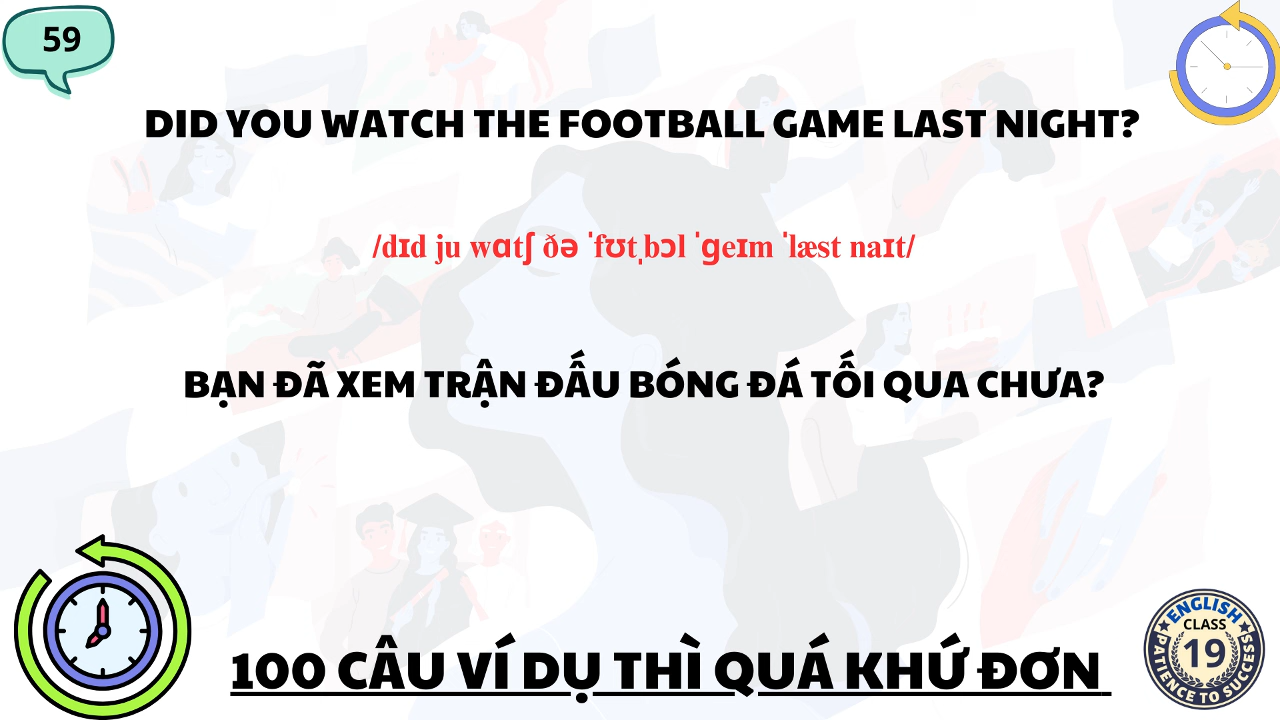 59
DID YOU WATCH THE FOOTBALL GAME LAST NIGHT?
/dɪd ju wɑtʃ ðə ˈfʊtˌbɔl ˈɡeɪm ˈlæst naɪt/
BẠN ĐÃ XEM TRẬN ĐẤU BÓNG ĐÁ TỐI QUA CHƯA?
100 CÂU VÍ DỤ THÌ QUÁ KHỨ ĐƠN
ENGLISH
CLASS
19
PATIENCE TO SUCCESS